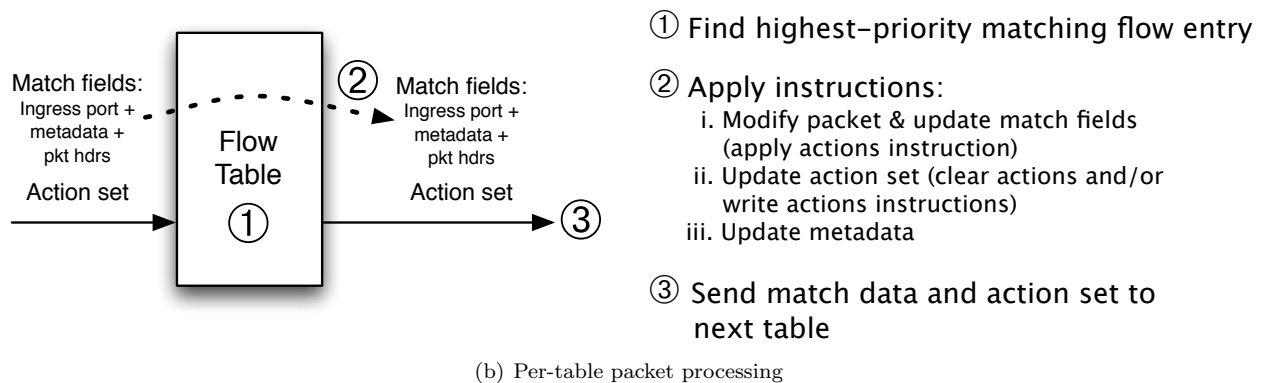 Match fields:
Ingress port +
metadata +
pkt hdrs
Action set
Flow
Table
①
②
Match fields:
Ingress port +
metadata +
pkt hdrs
Action set
③
① Find highest–priority matching flow entry
② Apply instructions:
i. Modify packet & update match fields
(apply actions instruction)
ii. Update action set (clear actions and/or
write actions instructions)
iii. Update metadata
③ Send match data and action set to
next table
(b) Per-table packet processing